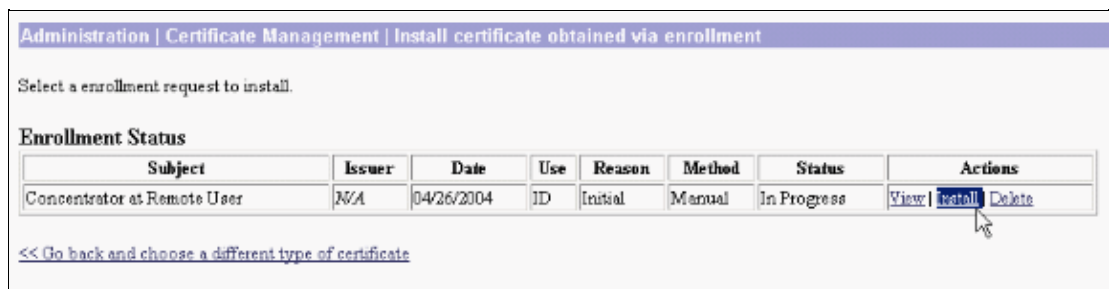 Administration | Certificate Management | Install certificate obtained via enrollment
Select a enrollment request to install.
Enrollment Status
Subject Issuer Date Use Reason Method Status Actions
Concentrator at Remote User N/A 04/26/2004 ID Initial Manual In Progress View | Install | Delete
<< Go back and choose a different type of certificate